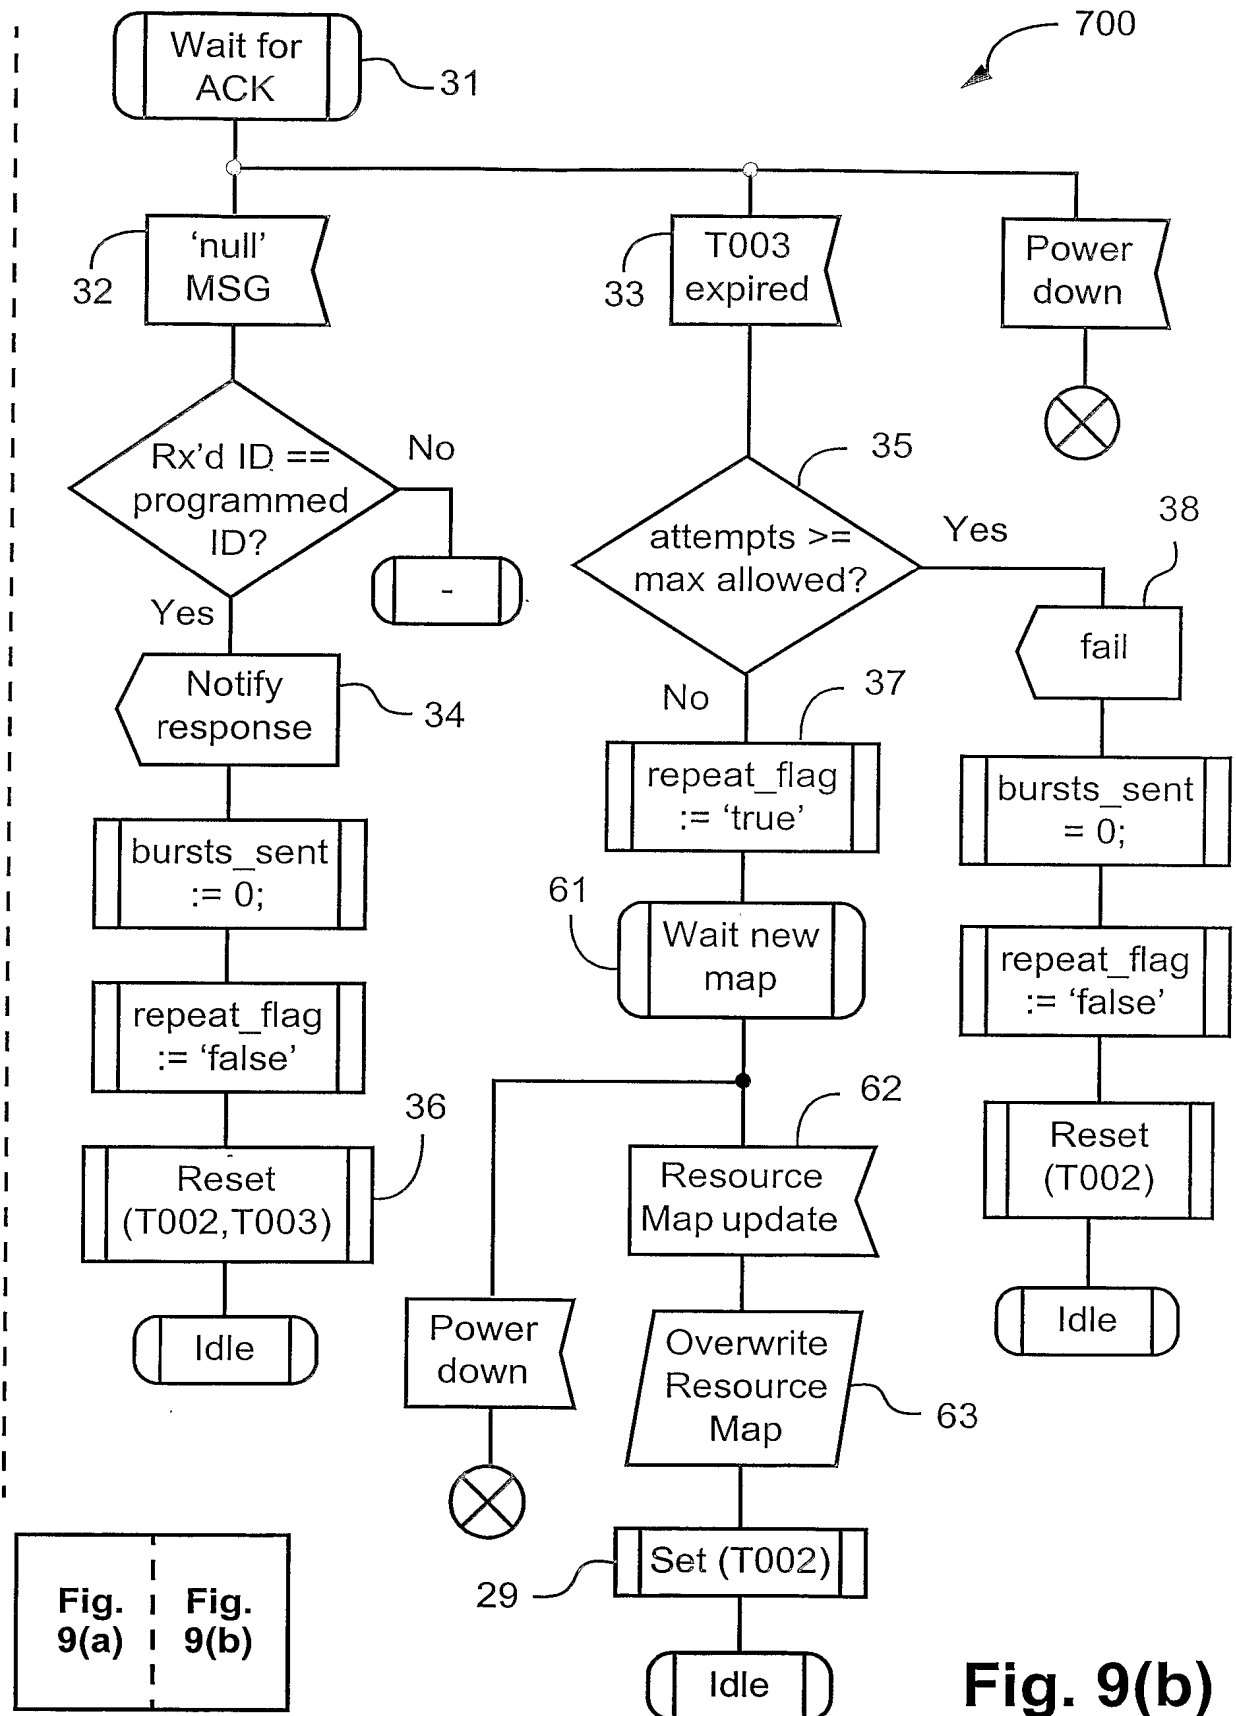 700
Wait for
ACK
31
'null'
MSG
32
T003
expired
33
Power
down
Rx'd ID ==
programmed
ID?
No
-
Yes
Notify
response
34
bursts_sent
:= 0;
repeat_flag
:= 'false'
36
Reset
(T002,T003)
Idle
35
attempts >=
max allowed?
Yes
38
fail
bursts_sent
= 0;
repeat_flag
:= 'false'
Reset
(T002)
Idle
No
37
repeat_flag
:= 'true'
61
Wait new
map
62
Resource
Map update
Power
down
Overwrite
Resource
Map
63
Set (T002)
29
Idle
Fig.
9(a)
Fig.
9(b)
Fig. 9(b)